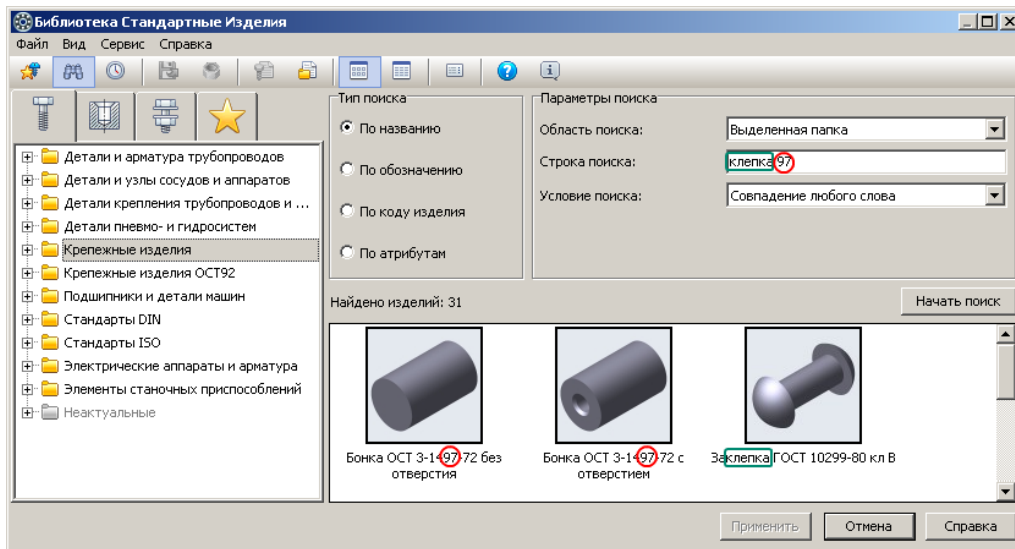 Библиотека Стандартные Изделия
Файл Вид Сервис Справка
Тип поиска
По названию
По обозначению
По коду изделия
По атрибутам
Параметры поиска
Область поиска: Выделенная папка
Строка поиска: клепка 97
Условие поиска: Совпадение любого слова
Детали и арматура трубопроводов
Детали и узлы сосудов и аппаратов
Детали крепления трубопроводов и ...
Детали пневмо- и гидросистем
Крепежные изделия
Крепежные изделия ОСТ92
Подшипники и детали машин
Стандарты DIN
Стандарты ISO
Электрические аппараты и арматура
Элементы станочных приспособлений
Неактуальные
Найдено изделий: 31
Начать поиск
Бонка ОСТ 3-1497-72 без
отверстия
Бонка ОСТ 3-1497-72 с
отверстием
Заклепка ГОСТ 10299-80 кл В
Применить Отмена Справка